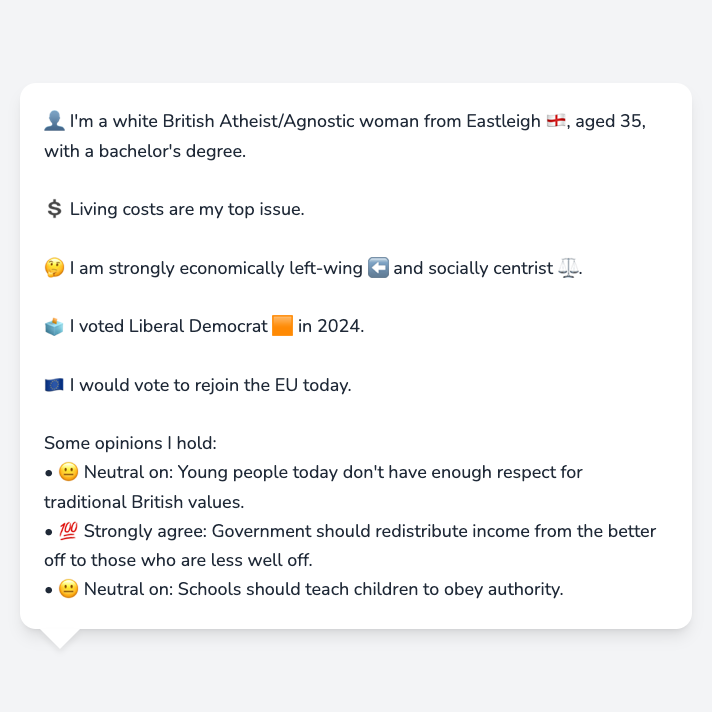 👤 I'm a white British Atheist/Agnostic woman from Eastleigh 🏴󠁧󠁢󠁥󠁮󠁧󠁿, aged 35,
with a bachelor's degree.
💲 Living costs are my top issue.
🤔 I am strongly economically left-wing ⬅️ and socially centrist ⚖️.
🗳️ I voted Liberal Democrat 🟧 in 2024.
🇪🇺 I would vote to rejoin the EU today.
Some opinions I hold:
• 😐 Neutral on: Young people today don't have enough respect for
traditional British values.
• 💯 Strongly agree: Government should redistribute income from the better
off to those who are less well off.
• 😐 Neutral on: Schools should teach children to obey authority.